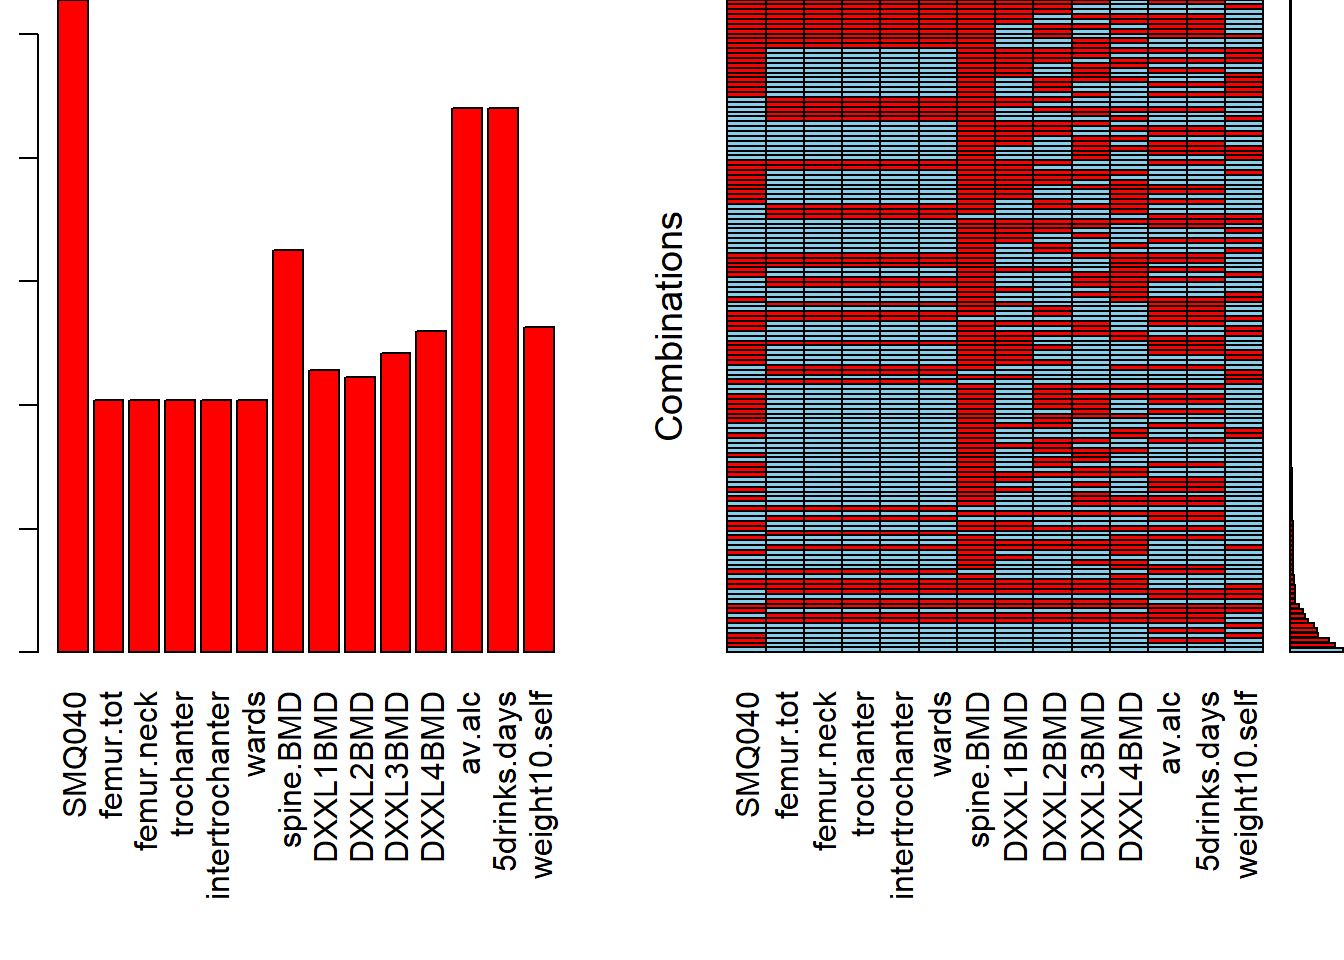 SMQ040
femur.tot
femur.neck
trochanter
intertrochanter
wards
spine.BMD
DXXL1BMD
DXXL2BMD
DXXL3BMD
DXXL4BMD
av.alc
5drinks.days
weight10.self
Combinations
SMQ040
femur.tot
femur.neck
trochanter
intertrochanter
wards
spine.BMD
DXXL1BMD
DXXL2BMD
DXXL3BMD
DXXL4BMD
av.alc
5drinks.days
weight10.self